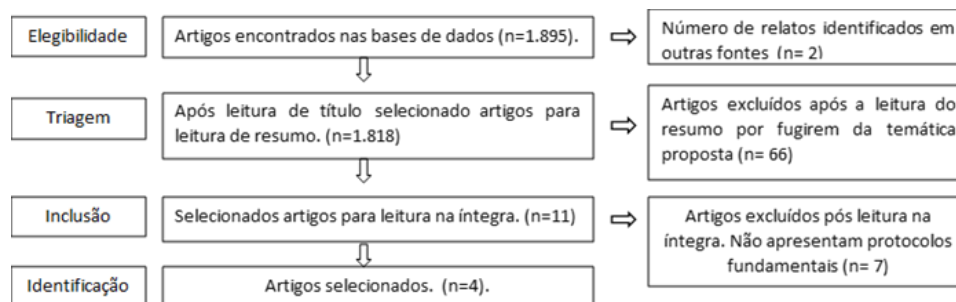 Elegibilidade
Artigos encontrados nas bases de dados (n=1.895).
Número de relatos identificados em
outras fontes (n= 2)
Triagem
Após leitura de título selecionado artigos para
leitura de resumo. (n=1.818)
Artigos excluídos após a leitura do
resumo por fugirem da temática
proposta (n= 66)
Inclusão
Selecionados artigos para leitura na íntegra. (n=11)
Artigos excluídos pós leitura na
íntegra. Não apresentam protocolos
fundamentais (n= 7)
Identificação
Artigos selecionados. (n=4).